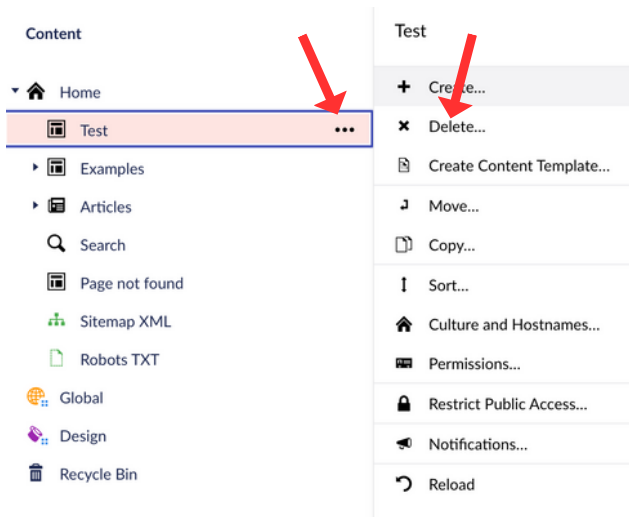 Content
Home
Test
Examples
Articles
Search
Page not found
Sitemap XML
Robots TXT
Global
Design
Recycle Bin
Test
Create...
Delete...
Create Content Template...
Move...
Copy...
Sort...
Culture and Hostnames...
Permissions...
Restrict Public Access...
Notifications...
Reload